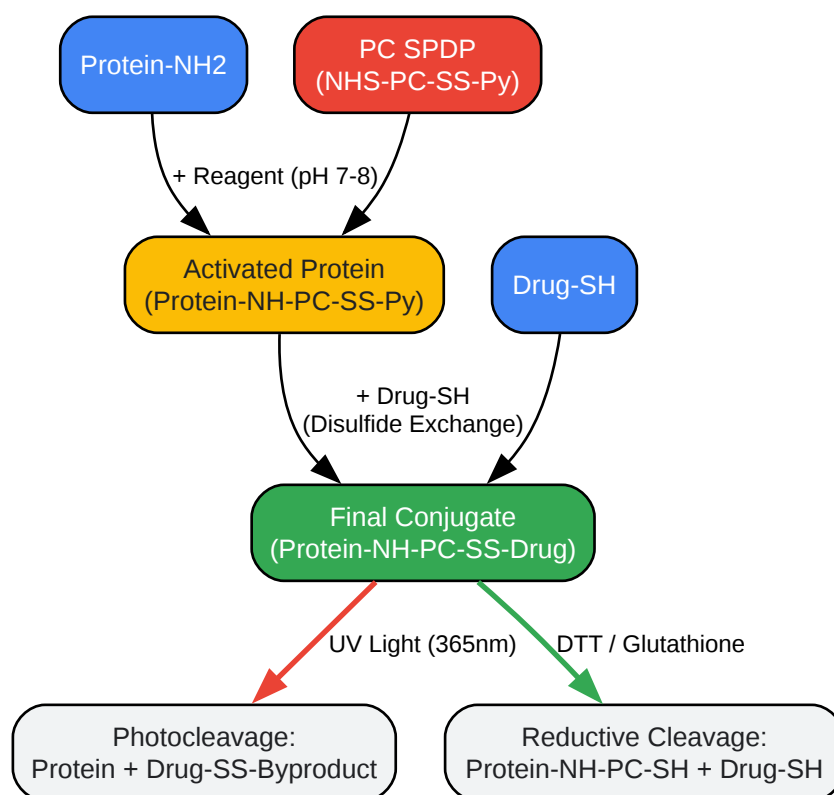 Protein-NH2
PC SPDP
(NHS-PC-SS-Py)
+ Reagent (pH 7-8)
Activated Protein
(Protein-NH-PC-SS-Py)
Drug-SH
+ Drug-SH
(Disulfide Exchange)
Final Conjugate
(Protein-NH-PC-SS-Drug)
UV Light (365nm)
DTT / Glutathione
Photocleavage:
Protein + Drug-SS-Byproduct
Reductive Cleavage:
Protein-NH-PC-SH + Drug-SH